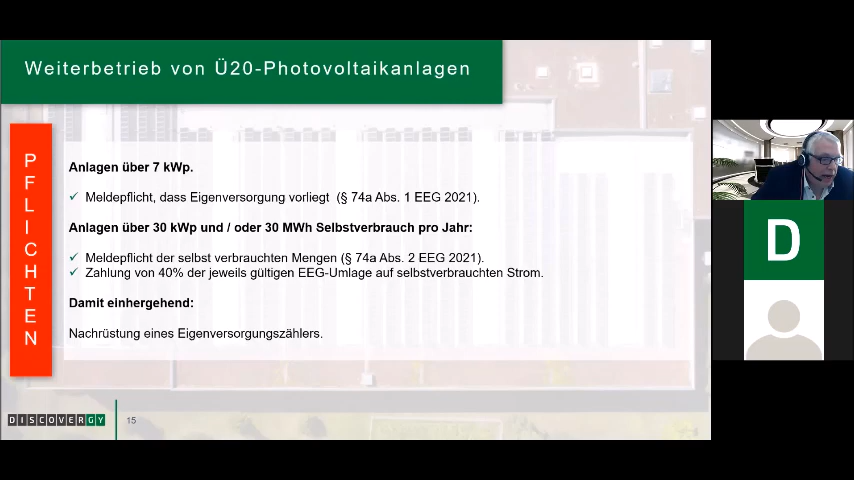 Weiterbetrieb von Ü20-Photovoltaikanlagen
PFLICHTEN
Anlagen über 7 kWp.
✓ Meldepflicht, dass Eigenversorgung vorliegt (§ 74a Abs. 1 EEG 2021).
Anlagen über 30 kWp und / oder 30 MWh Selbstverbrauch pro Jahr:
✓ Meldepflicht der selbst verbrauchten Mengen (§ 74a Abs. 2 EEG 2021).
✓ Zahlung von 40% der jeweils gültigen EEG-Umlage auf selbstverbrauchten Strom.
Damit einhergehend:
Nachrüstung eines Eigenversorgungszählers.
DISCOVERGY
15
D